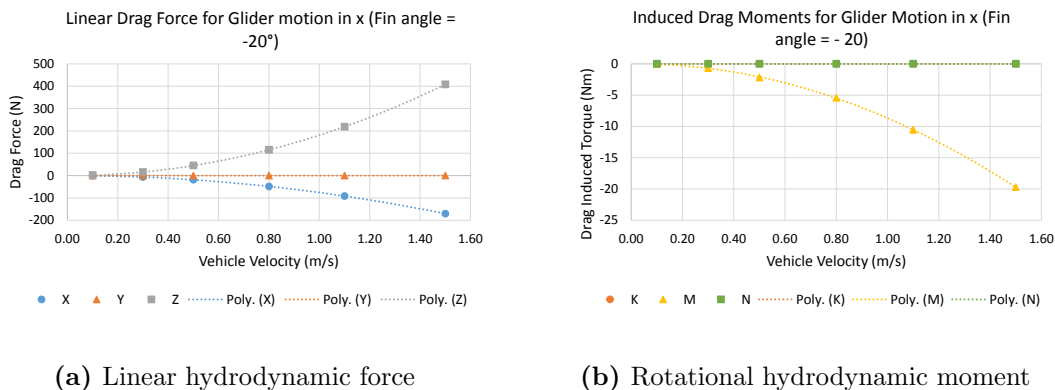 Linear Drag Force for Glider motion in x (Fin angle =
-20°)
500
400
300
200
100
0
-100
-200
Drag Force (N)
0.00 0.20 0.40 0.60 0.80 1.00 1.20 1.40 1.60
Vehicle Velocity (m/s)
X Y Z Poly. (X) Poly. (Y) Poly. (Z)
(a) Linear hydrodynamic force
Induced Drag Moments for Glider Motion in x (Fin
angle = - 20)
0
-5
-10
-15
-20
-25
Drag Induced Torque (Nm)
0.00 0.20 0.40 0.60 0.80 1.00 1.20 1.40 1.60
Vehicle Velocity (m/s)
K M N Poly. (K) Poly. (M) Poly. (N)
(b) Rotational hydrodynamic moment